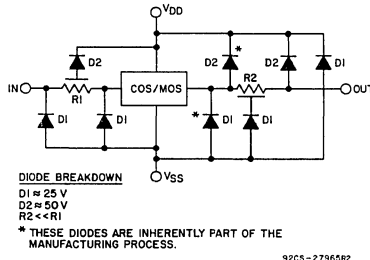 VDD
D2
*
D2
D2
D1
IN
R1
COS/MOS
R2
OUT
D1
D1
*
D1
D1
VSS
DIODE BREAKDOWN
D1 ≈ 25 V
D2 ≈ 50 V
R2<<R1
* THESE DIODES ARE INHERENTLY PART OF THE
MANUFACTURING PROCESS.
92CS-27965R2